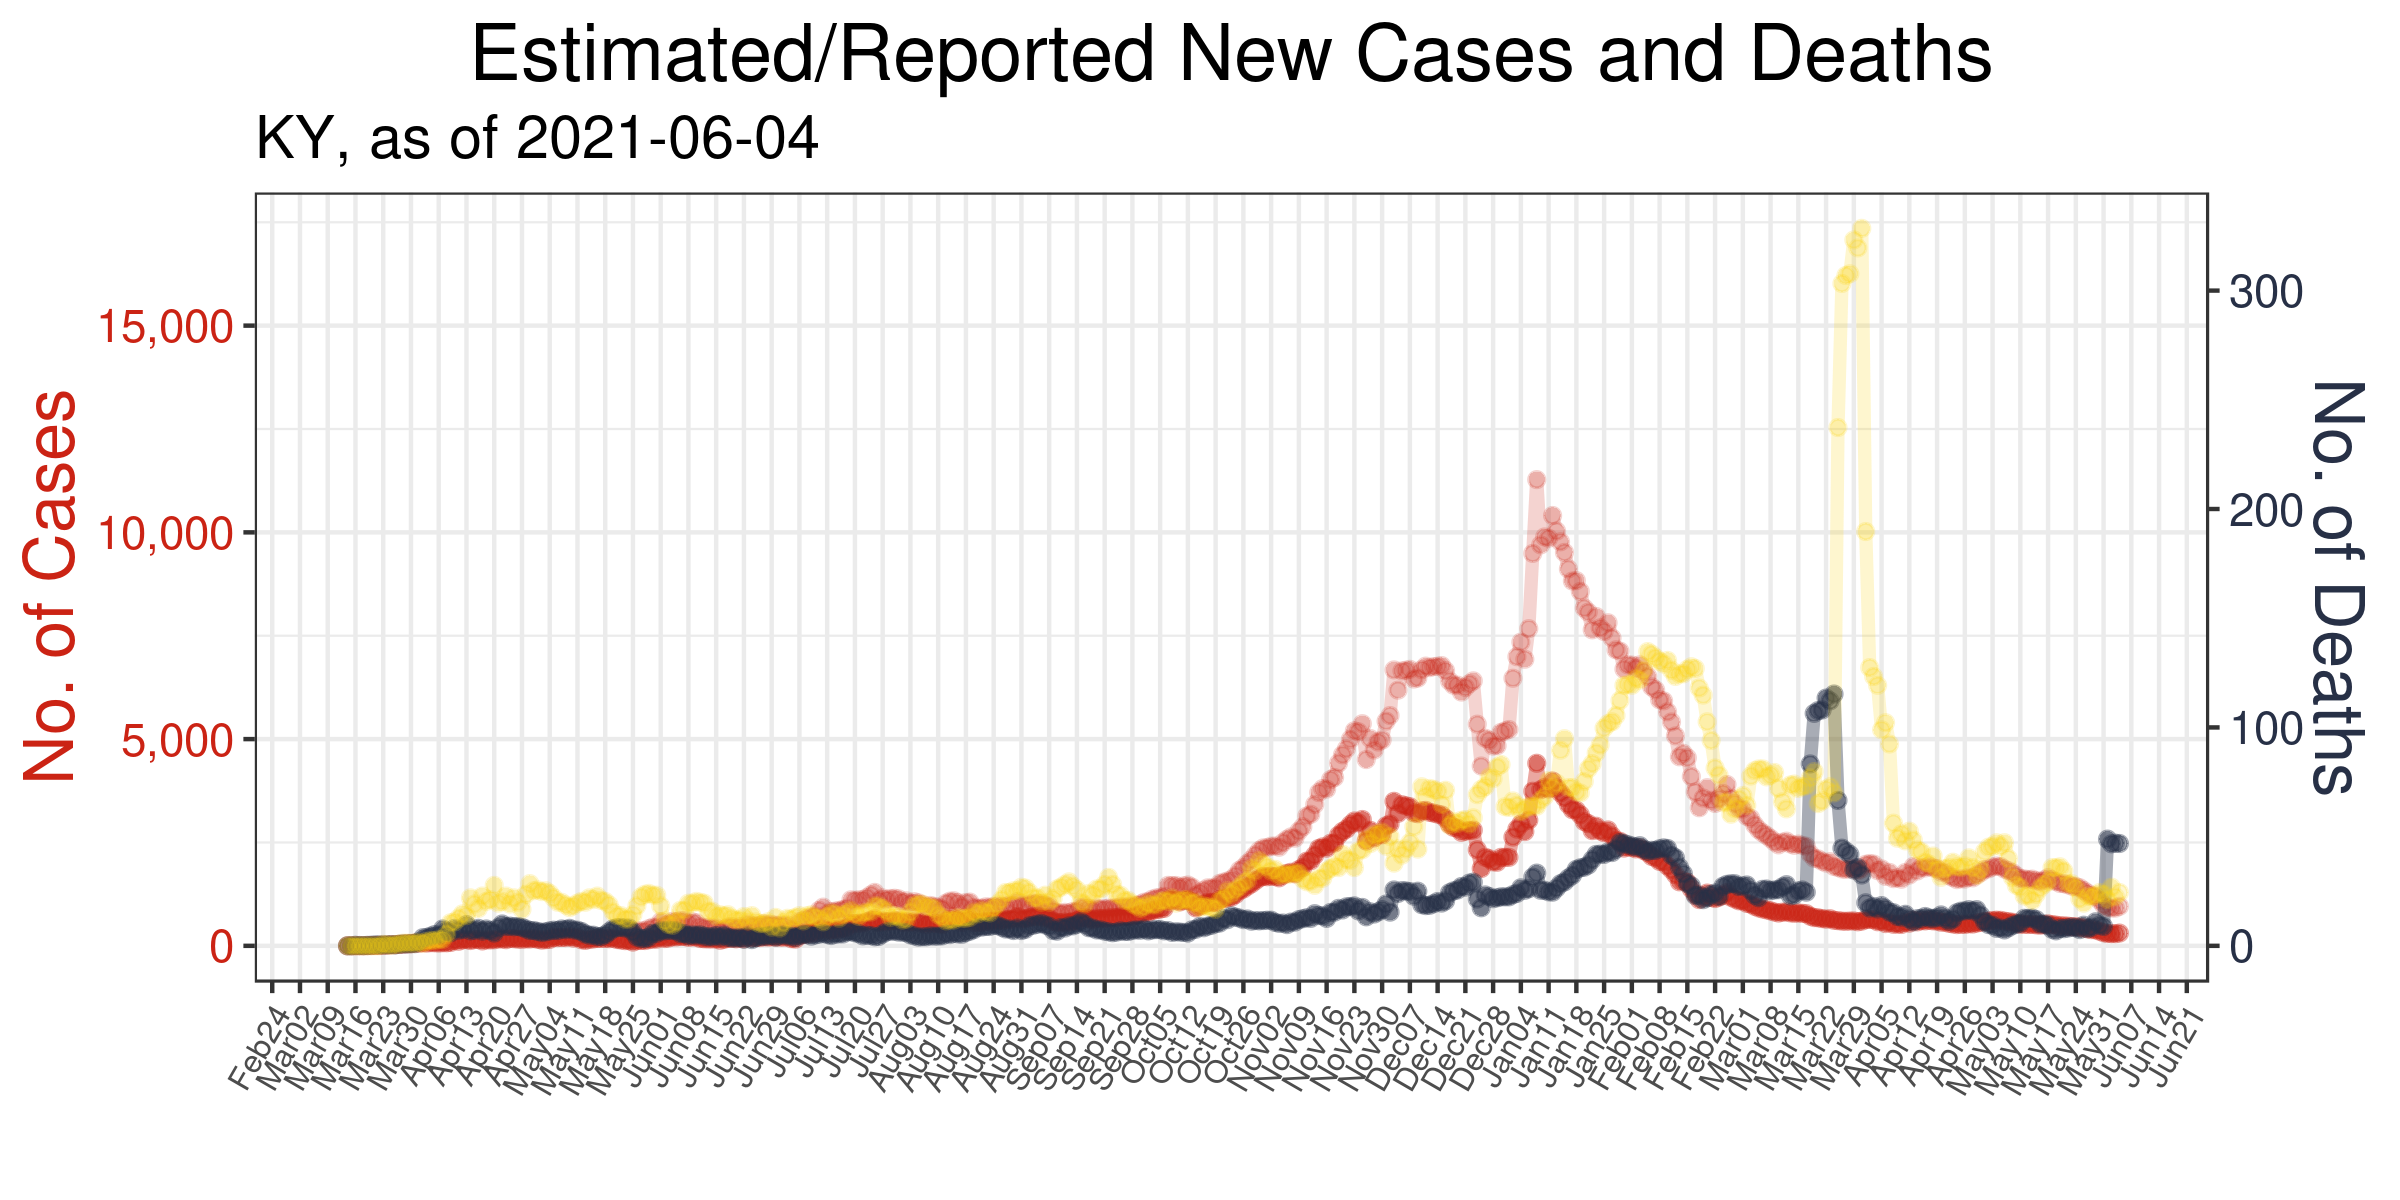 Estimated/Reported New Cases and Deaths
KY, as of 2021-06-04
No. of Cases
15,000
10,000
5,000
0
300
200
100
0
No. of Deaths
Feb24
Mar02
Mar09
Mar16
Mar23
Mar30
Apr06
Apr13
Apr20
Apr27
May04
May11
May18
May25
Jun01
Jun08
Jun15
Jun22
Jun29
Jul06
Jul13
Jul20
Jul27
Aug03
Aug10
Aug17
Aug24
Aug31
Sep07
Sep14
Sep21
Sep28
Oct05
Oct12
Oct19
Oct26
Nov02
Nov09
Nov16
Nov23
Nov30
Dec07
Dec14
Dec21
Dec28
Jan04
Jan11
Jan18
Jan25
Feb01
Feb08
Feb15
Feb22
Mar01
Mar08
Mar15
Mar22
Mar29
Apr05
Apr12
Apr19
Apr26
May03
May10
May17
May24
May31
Jun07
Jun14
Jun21